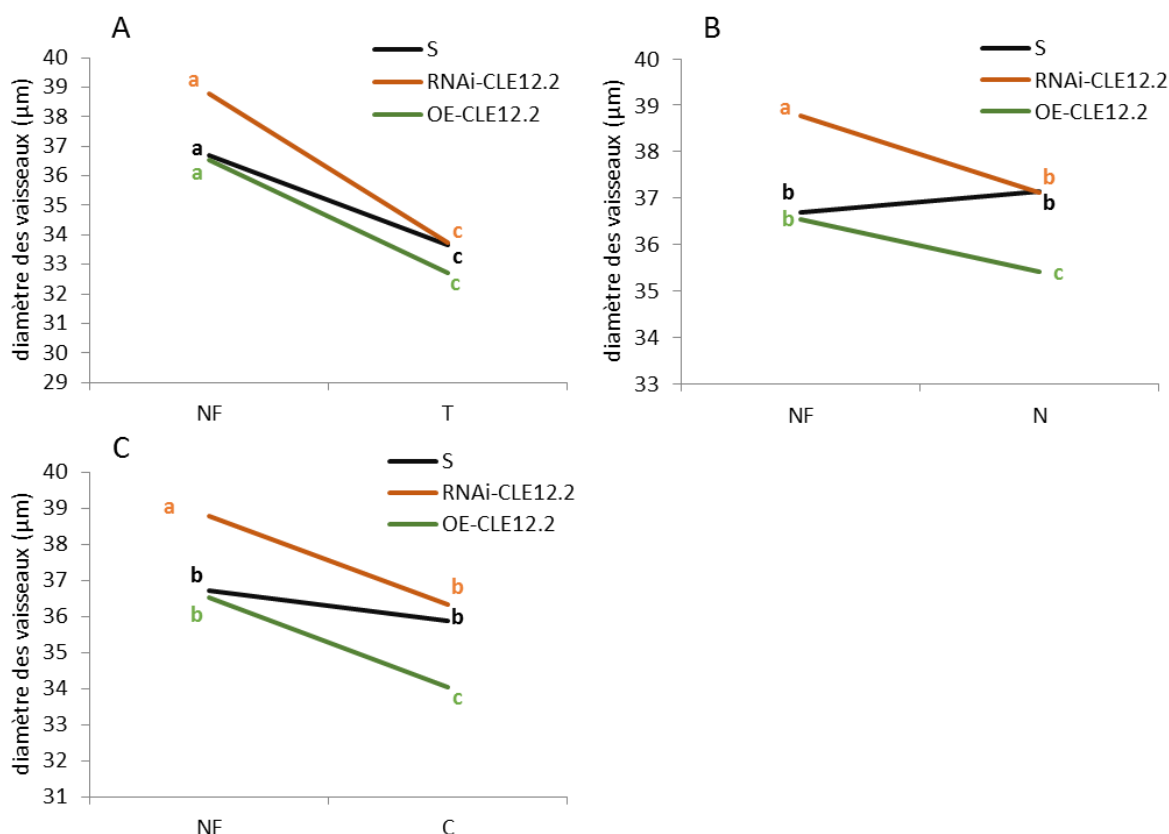 A
S
RNAi-CLE12.2
OE-CLE12.2
diamètre des vaisseaux (µm)
40
39
38
37
36
35
34
33
32
31
30
29
a
a
a
c
c
c
NF
T
B
S
RNAi-CLE12.2
OE-CLE12.2
diamètre des vaisseaux (µm)
40
39
38
37
36
35
34
33
a
b
b
b
b
c
NF
N
C
S
RNAi-CLE12.2
OE-CLE12.2
diamètre des vaisseaux (µm)
40
39
38
37
36
35
34
33
32
31
a
b
b
b
b
c
NF
C